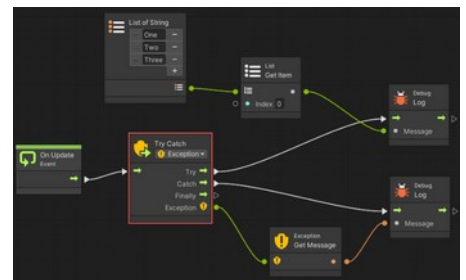 List of String
One
Two
Three
List
Get Item
Index 0
Debug
Log
Message
On Update
Event
Try Catch
Exception
Try
Catch
Finally
Exception
Debug
Log
Message
Exception
Get Message